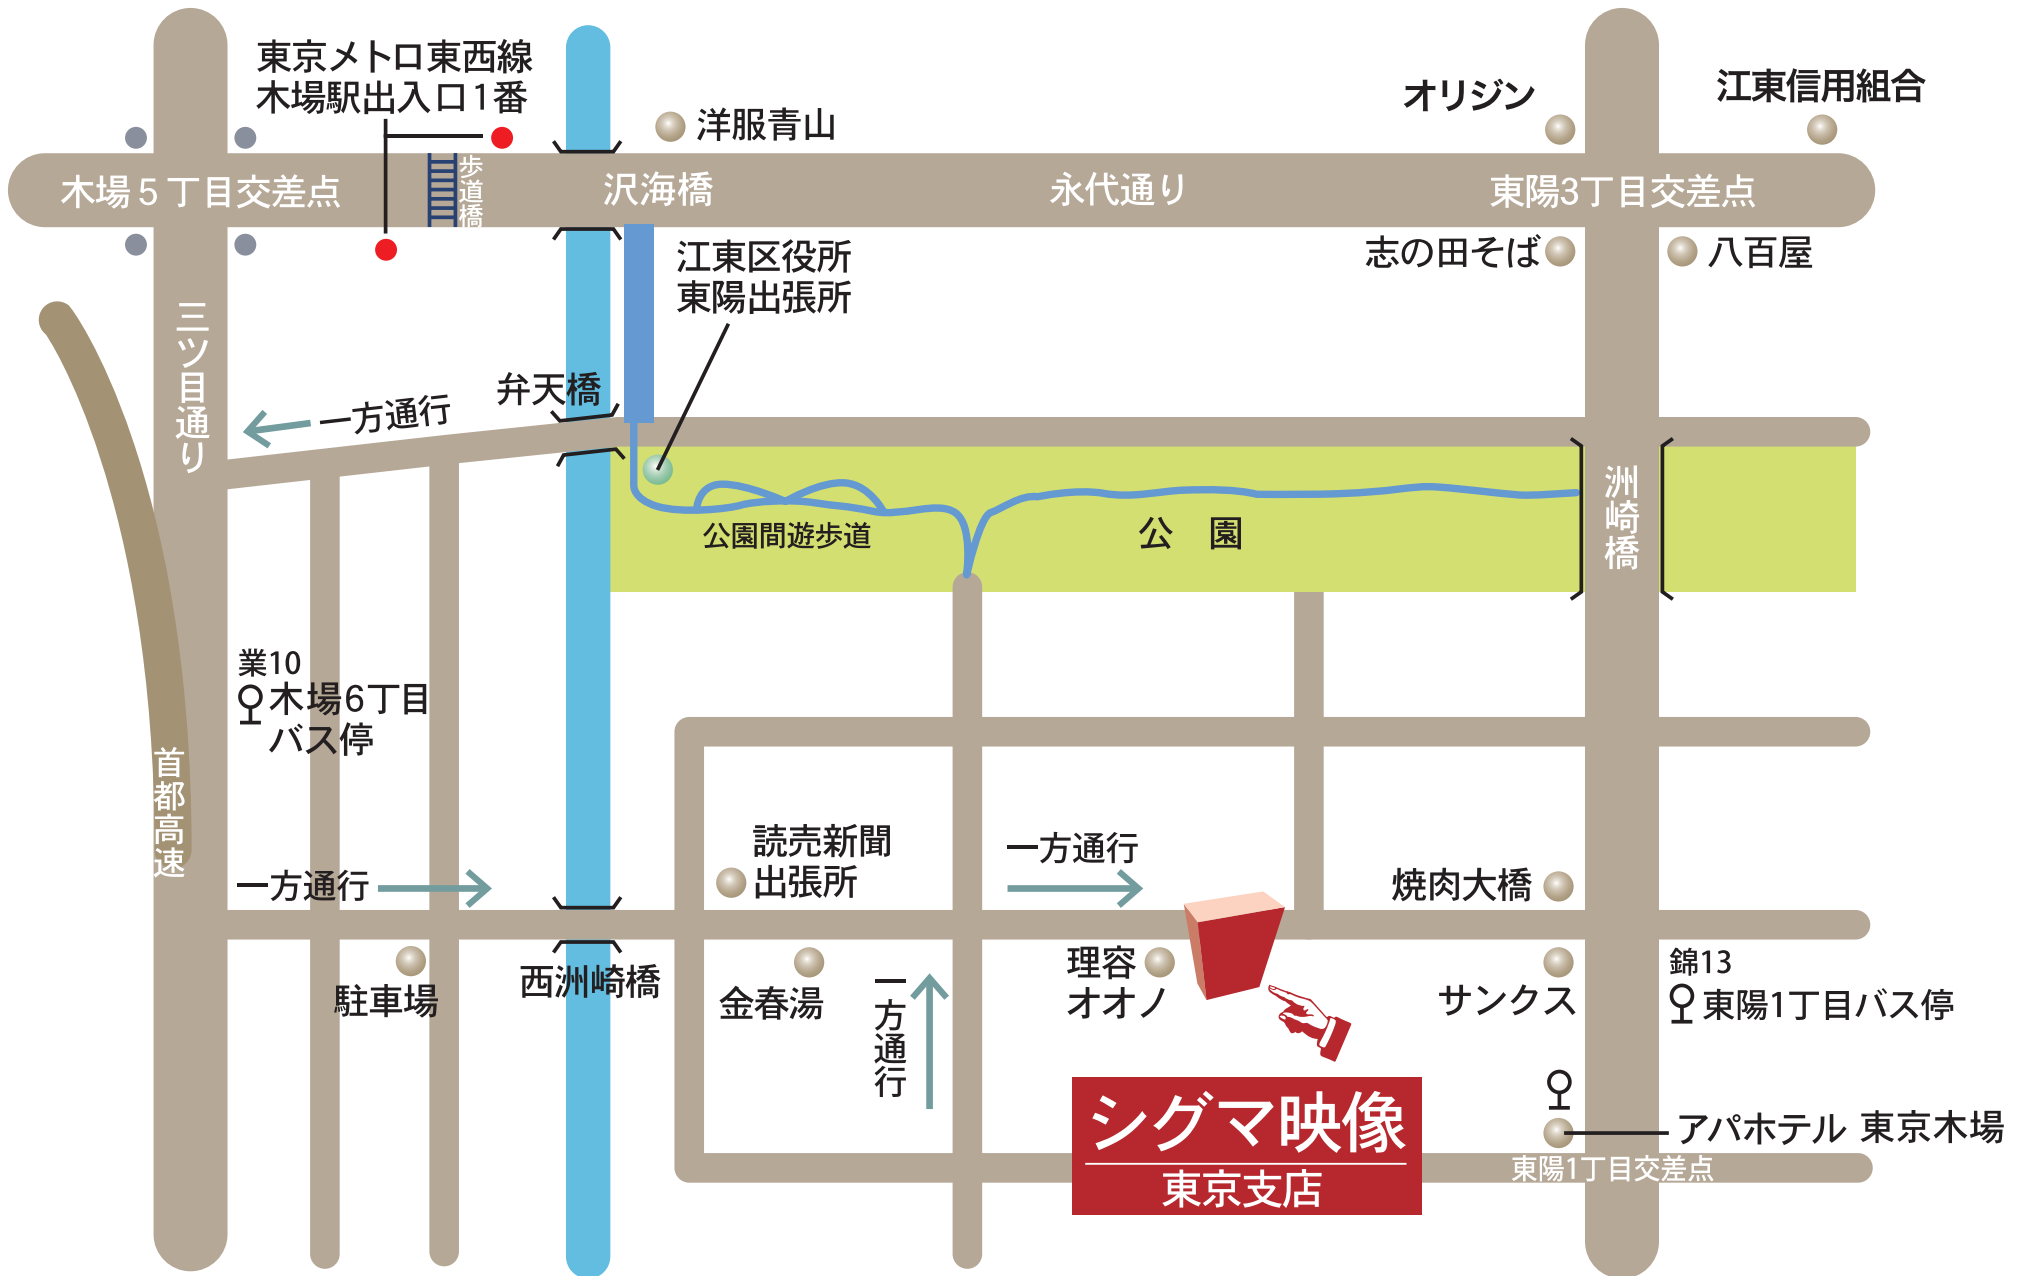 東京メトロ東西線
木場駅出入口1番
洋服青山
オリジン
江東信用組合
木場5丁目交差点
歩道橋
沢海橋
永代通り
東陽3丁目交差点
江東区役所
東陽出張所
志の田そば
八百屋
三ツ目通り
弁天橋
一方通行
洲崎橋
公園間遊歩道
公 園
業10
木場6丁目
バス停
首都高速
読売新聞
出張所
一方通行
一方通行
焼肉大橋
駐車場
西洲崎橋
金春湯
一方通行
理容
オオノ
サンクス
錦13
東陽1丁目バス停
シグマ映像
東京支店
アパホテル 東京木場
東陽1丁目交差点